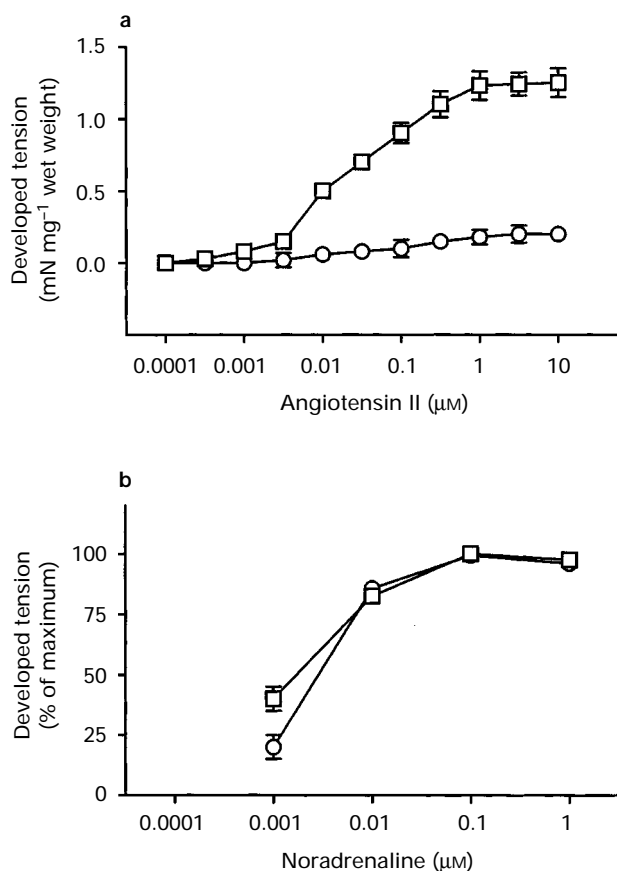 a
Developed tension
(mN mg⁻¹ wet weight)
1.5
1.0
0.5
0.0
0.0001 0.001 0.01 0.1 1 10
Angiotensin II (μM)
b
Developed tension
(% of maximum)
100
75
50
25
0
0.0001 0.001 0.01 0.1 1
Noradrenaline (μM)